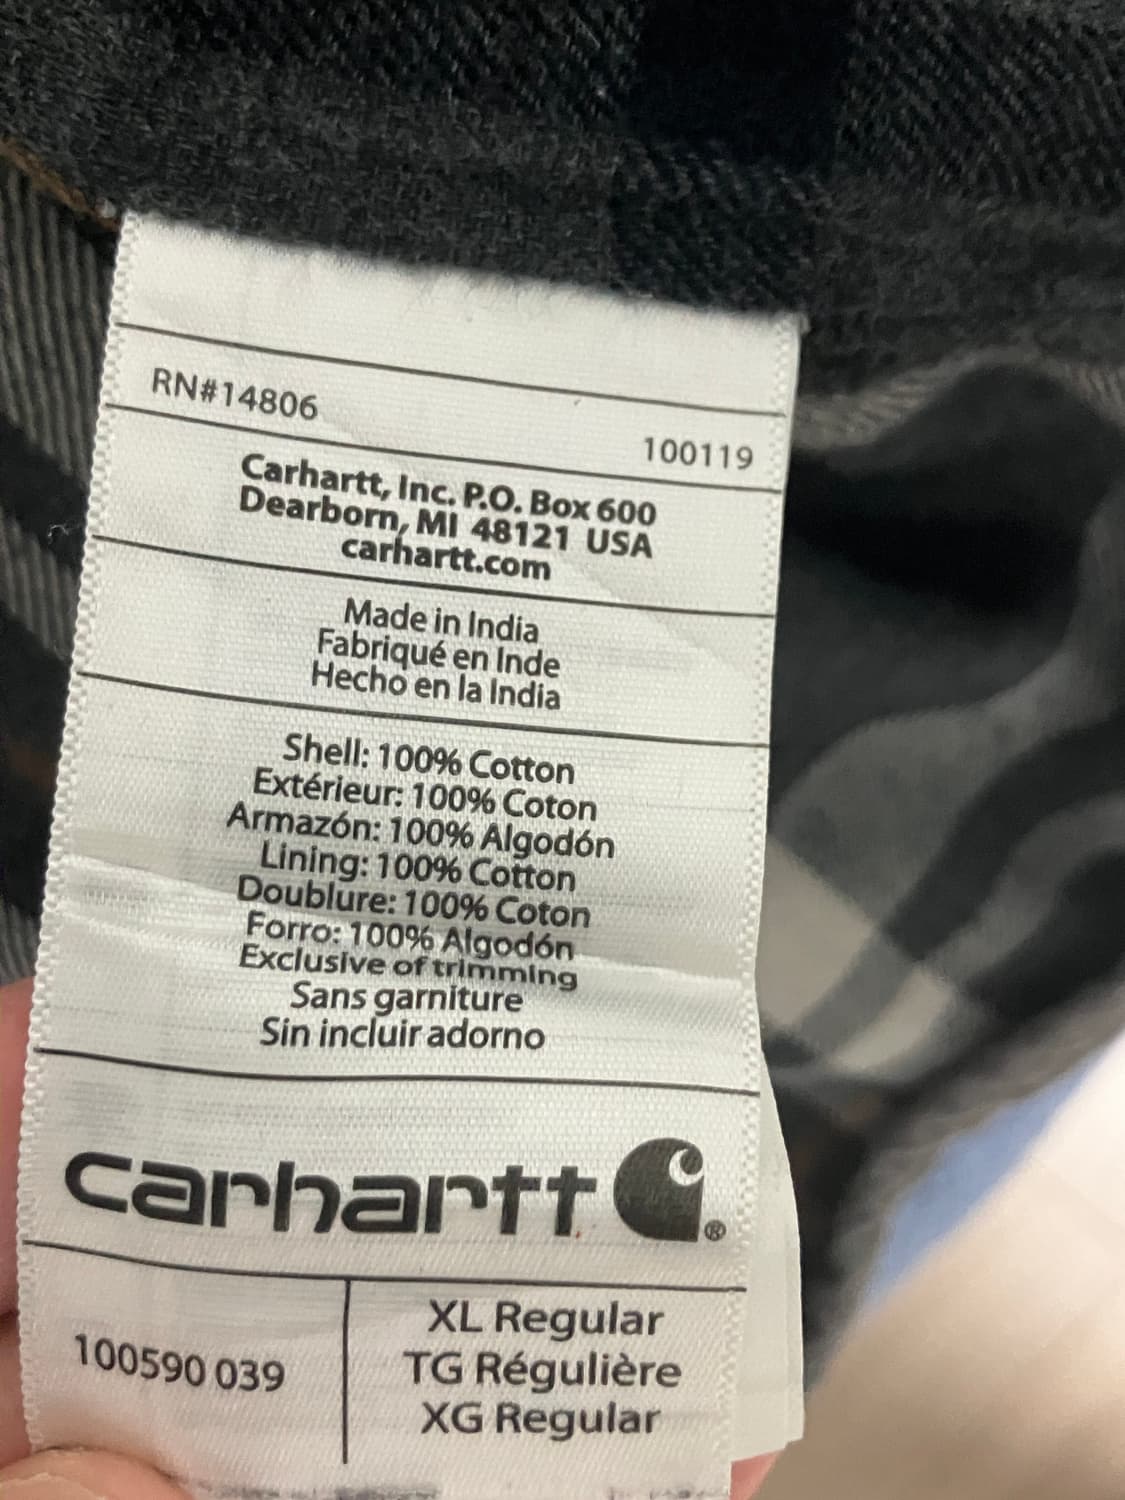 RN#14806
100119
Carhartt, Inc. P.O. Box 600
Dearborn, MI 48121 USA
carhartt.com
Made in India
Fabriqué en Inde
Hecho en la India
Shell: 100% Cotton
Extérieur: 100% Coton
Armazón: 100% Algodón
Lining: 100% Cotton
Doublure: 100% Coton
Forro: 100% Algodón
Exclusive of trimming
Sans garniture
Sin incluir adorno
carhartt ®
100590 039
XL Regular
TG Régulière
XG Regular